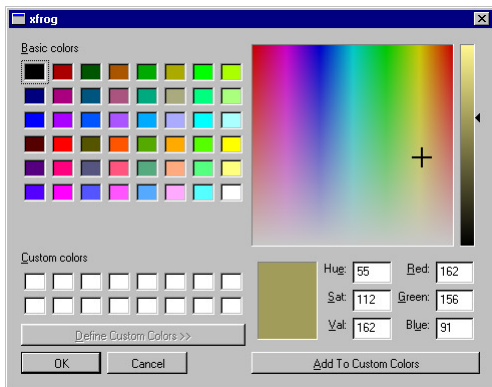 xfrog
Basic colors
Custom colors
Define Custom Colors >>
OK
Cancel
Hue: 55
Red: 162
Sat: 112
Green: 156
Val: 162
Blue: 91
Add To Custom Colors